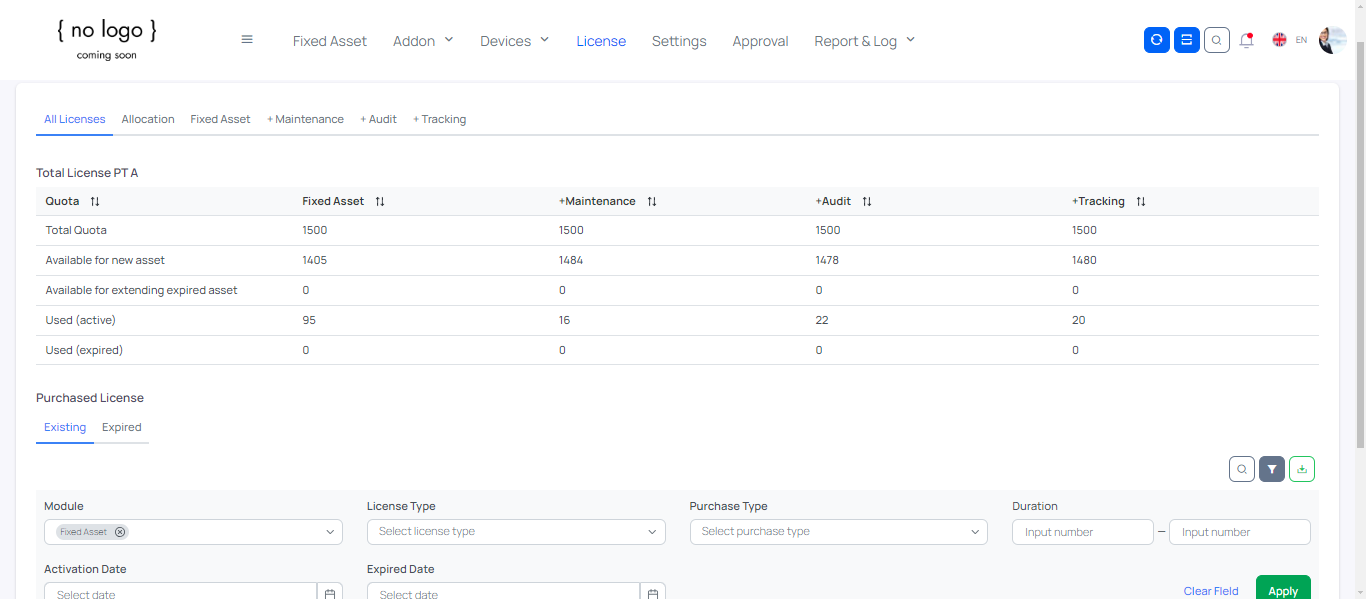 { no logo }
coming soon
Fixed Asset Addon Devices License Settings Approval Report & Log EN
All Licenses Allocation Fixed Asset + Maintenance + Audit + Tracking
Total License PT A
Quota Fixed Asset +Maintenance +Audit +Tracking
Total Quota 1500 1500 1500 1500
Available for new asset 1405 1484 1478 1480
Available for extending expired asset 0 0 0 0
Used (active) 95 16 22 20
Used (expired) 0 0 0 0
Purchased License
Existing Expired
Module License Type Purchase Type Duration
Fixed Asset Select license type Select purchase type Input number – Input number
Activation Date Expired Date
Select date Select date Clear Field Apply